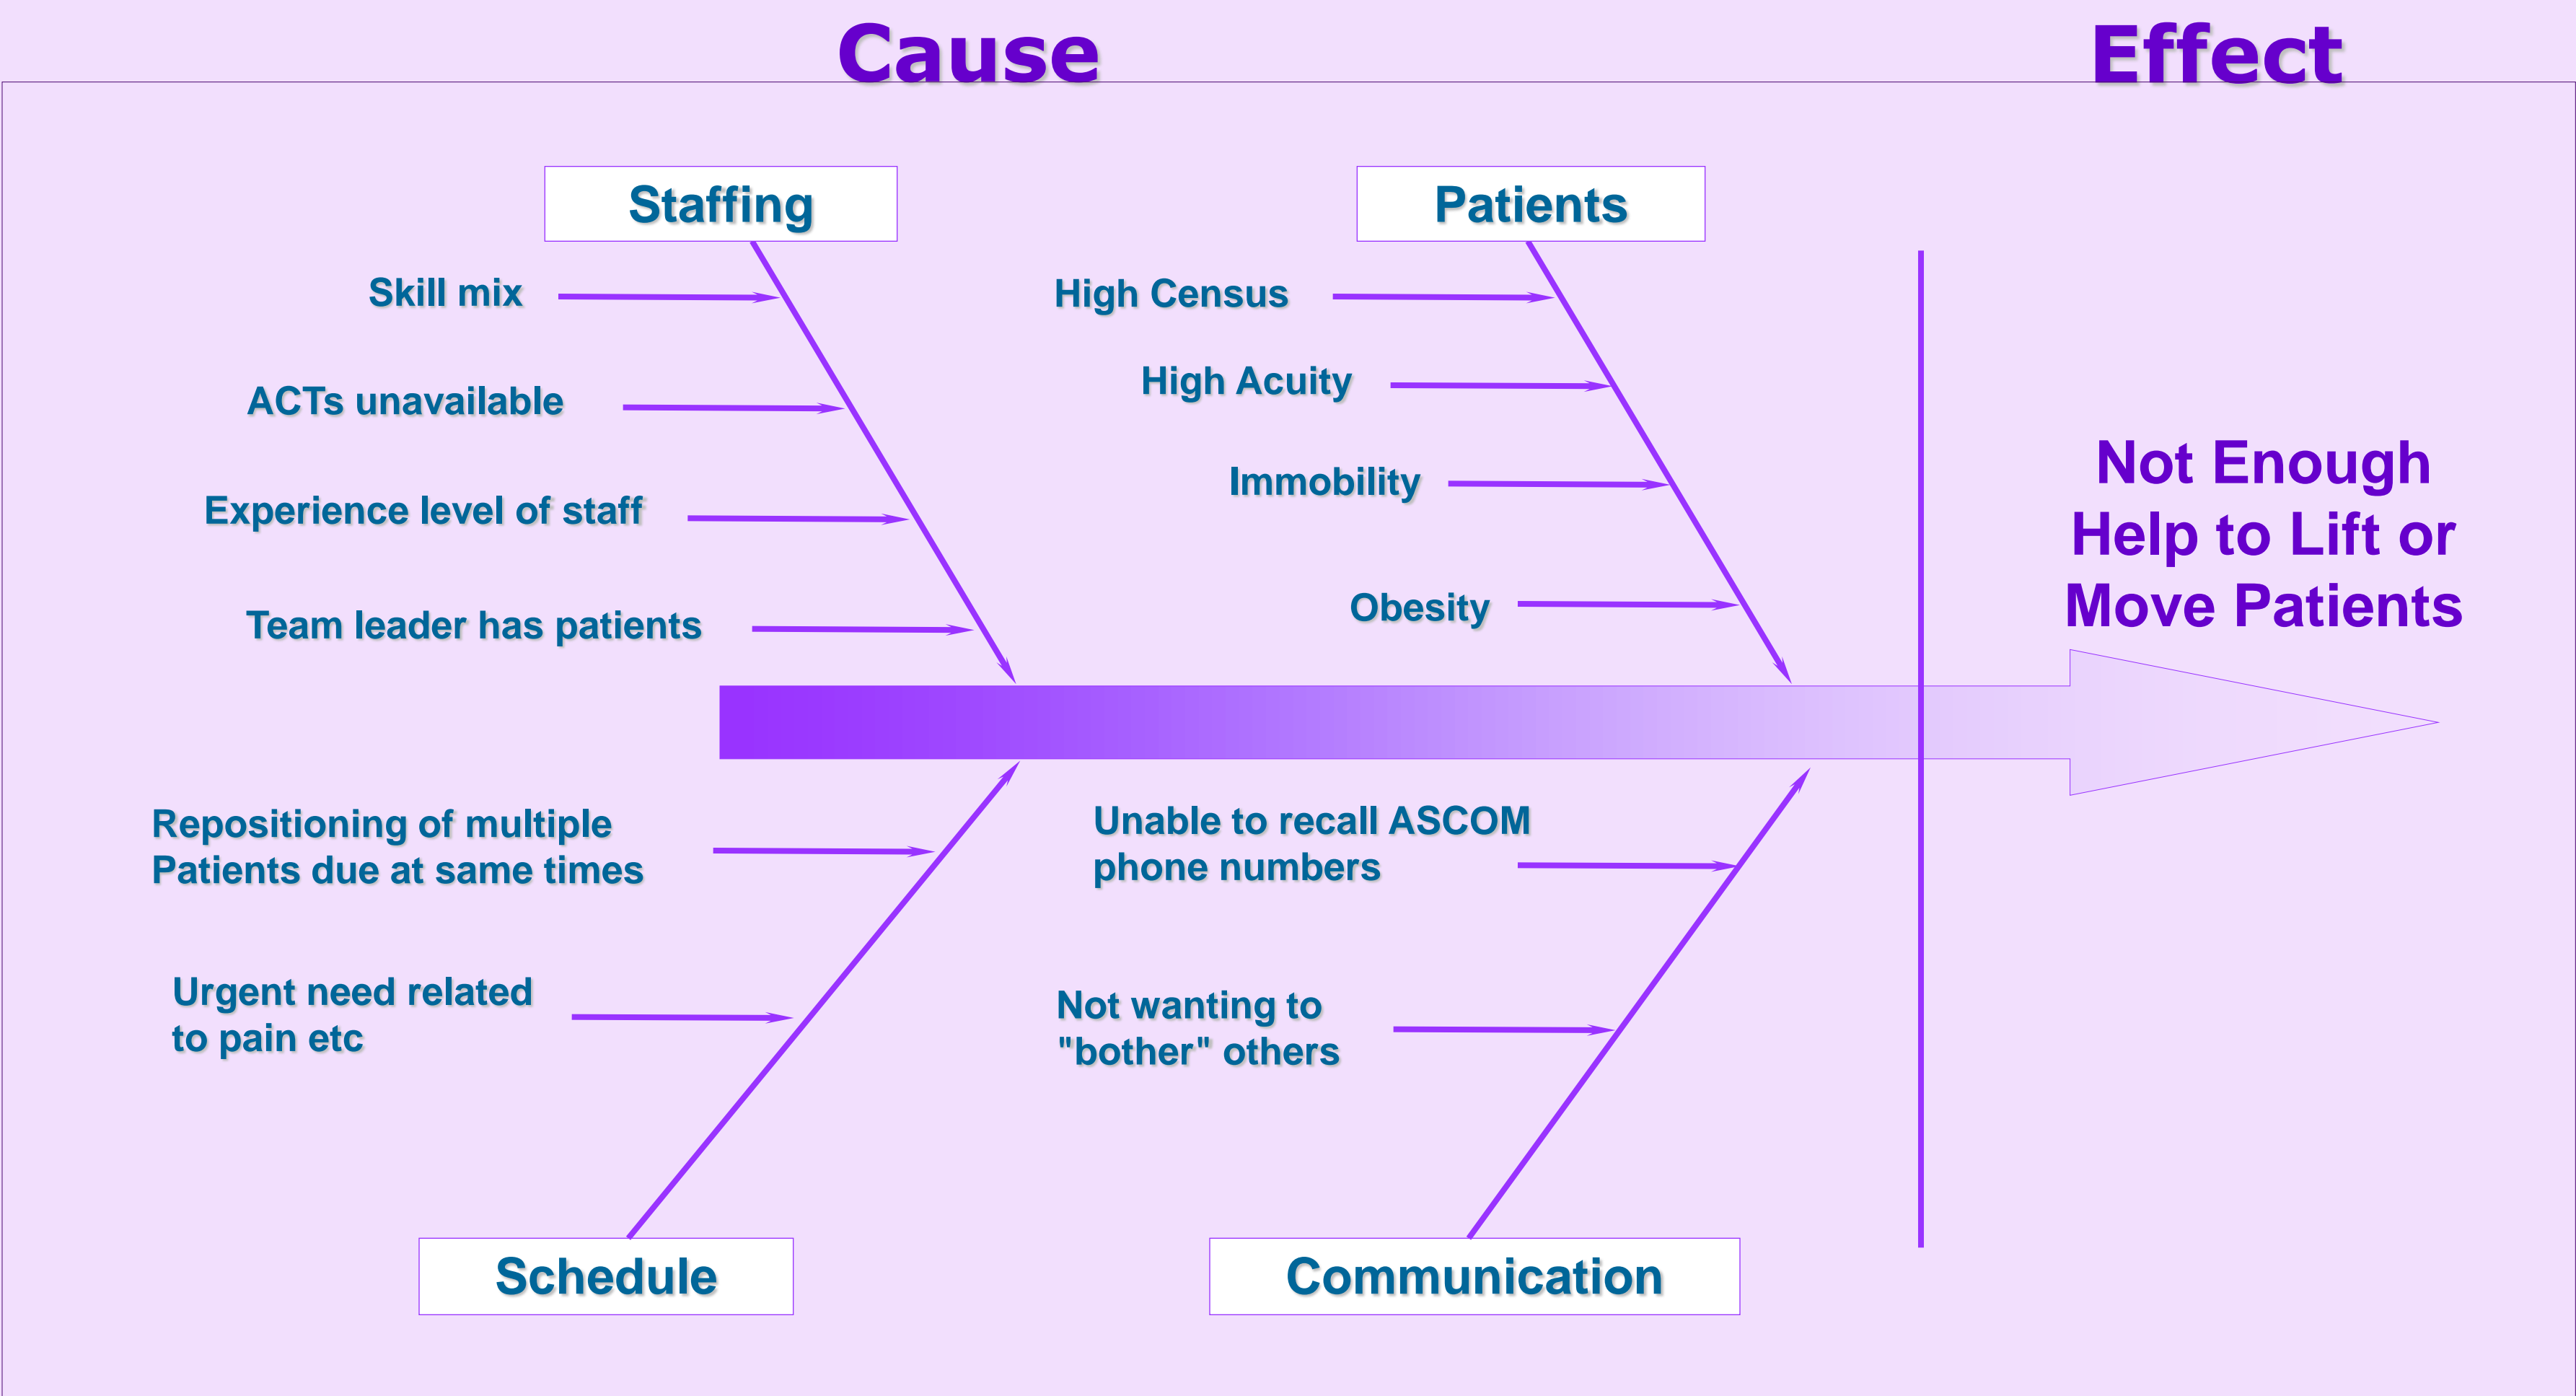 Cause
Effect
Staffing
Patients
Skill mix
High Census
ACTs unavailable
High Acuity
Experience level of staff
Immobility
Team leader has patients
Obesity
Not Enough
Help to Lift or
Move Patients
Repositioning of multiple
Patients due at same times
Unable to recall ASCOM
phone numbers
Urgent need related
to pain etc
Not wanting to
"bother" others
Schedule
Communication